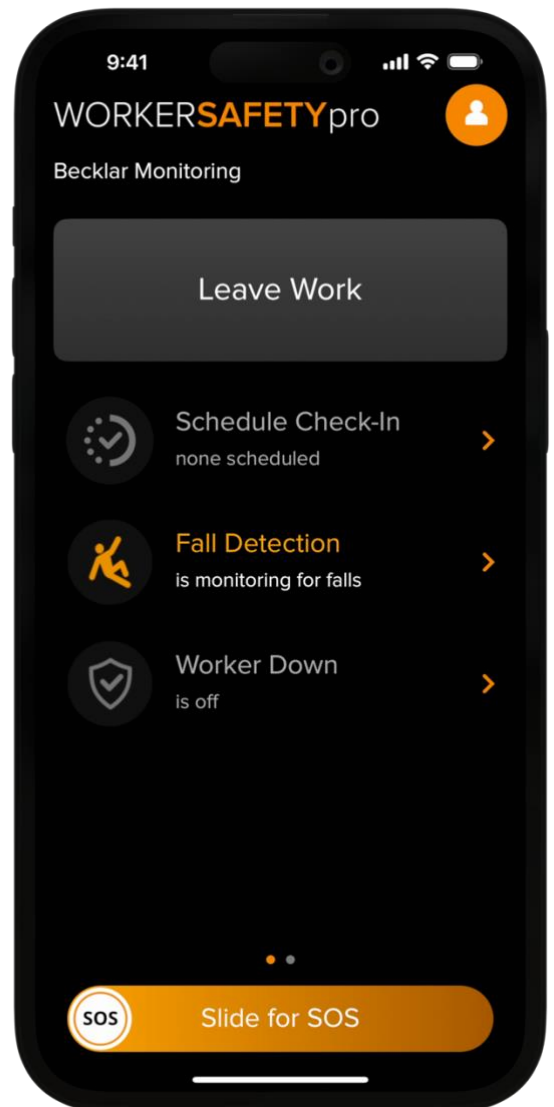 9:41
WORKERSAFETYpro
Becklar Monitoring
Leave Work
Schedule Check-In
none scheduled
Fall Detection
is monitoring for falls
Worker Down
is off
SOS
Slide for SOS